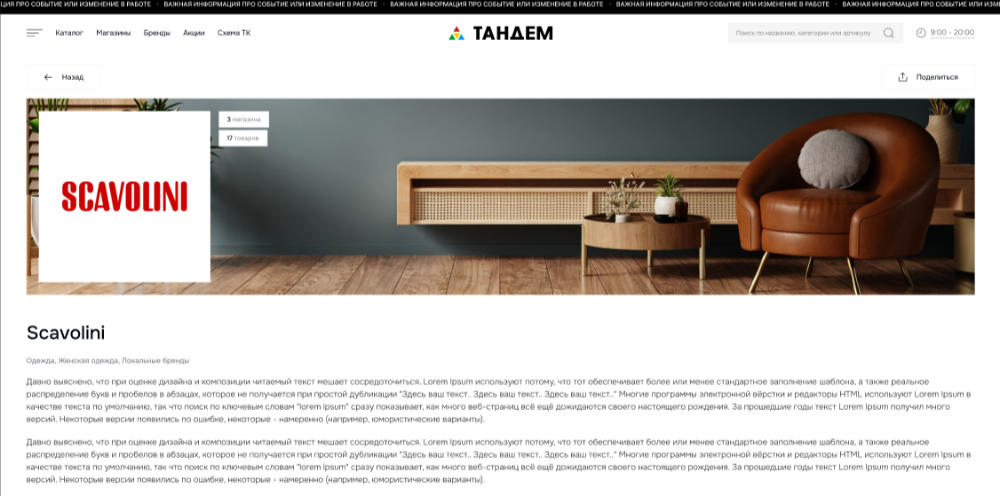 ЦИЯ ПРО СОБЫТИЕ ИЛИ ИЗМЕНЕНИЕ В РАБОТЕ • ВАЖНАЯ ИНФОРМАЦИЯ ПРО СОБЫТИЕ ИЛИ ИЗМЕНЕНИЕ В РАБОТЕ • ВАЖНАЯ ИНФОРМАЦИЯ ПРО СОБЫТИЕ ИЛИ ИЗМЕНЕНИЕ В РАБОТЕ • ВАЖНАЯ ИНФОРМАЦИЯ ПРО СОБЫТИЕ ИЛИ ИЗМЕНЕНИЕ В РАБОТЕ • ВАЖНАЯ ИНФОРМАЦИЯ ПРО СОБЫТИЕ ИЛИ ИЗМ
Каталог Магазины Бренды Акции Схема ТК ТАНДЕМ Поиск по названию, категории или артикулу 9:00 - 20:00
Назад Поделиться
3 магазина
17 товаров
SCAVOLINI
Scavolini
Одежда, Женская одежда, Локальные бренды
Давно выяснено, что при оценке дизайна и композиции читаемый текст мешает сосредоточиться. Lorem Ipsum используют потому, что тот обеспечивает более или менее стандартное заполнение шаблона, а также реальное
распределение букв и пробелов в абзацах, которое не получается при простой дубликации "Здесь ваш текст.. Здесь ваш текст.. Здесь ваш текст.." Многие программы электронной вёрстки и редакторы HTML используют Lorem Ipsum в
качестве текста по умолчанию, так что поиск по ключевым словам "lorem ipsum" сразу показывает, как много веб-страниц всё ещё дожидаются своего настоящего рождения. За прошедшие годы текст Lorem Ipsum получил много
версий. Некоторые версии появились по ошибке, некоторые - намеренно (например, юмористические варианты).
Давно выяснено, что при оценке дизайна и композиции читаемый текст мешает сосредоточиться. Lorem Ipsum используют потому, что тот обеспечивает более или менее стандартное заполнение шаблона, а также реальное
распределение букв и пробелов в абзацах, которое не получается при простой дубликации "Здесь ваш текст.. Здесь ваш текст.. Здесь ваш текст.." Многие программы электронной вёрстки и редакторы HTML используют Lorem Ipsum в
качестве текста по умолчанию, так что поиск по ключевым словам "lorem ipsum" сразу показывает, как много веб-страниц всё ещё дожидаются своего настоящего рождения. За прошедшие годы текст Lorem Ipsum получил много
версий. Некоторые версии появились по ошибке, некоторые - намеренно (например, юмористические варианты).